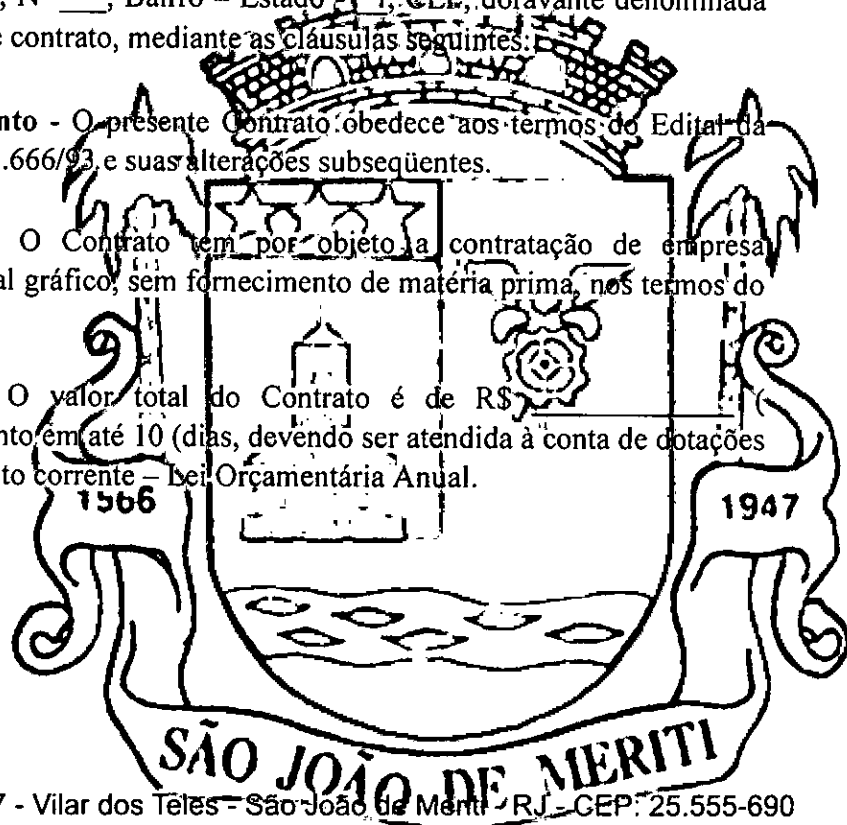 , Nº ___, Bairro – Estado - , CEP, doravante denominada
e contrato, mediante as cláusulas seguintes:
nto - O presente Contrato obedece aos termos do Edital da
.666/93 e suas alterações subseqüentes.
O Contrato tem por objeto a contratação de empresa
al gráfico, sem fornecimento de matéria prima, nos termos do
O valor total do Contrato é de R$ ____________ (
nto em até 10 (dias, devendo ser atendida à conta de dotações
to corrente – Lei Orçamentária Anual.
1566
1947
SÃO JOÃO DE MERITI
7 - Vilar dos Teles - São João de Meriti - RJ - CEP: 25.555-690